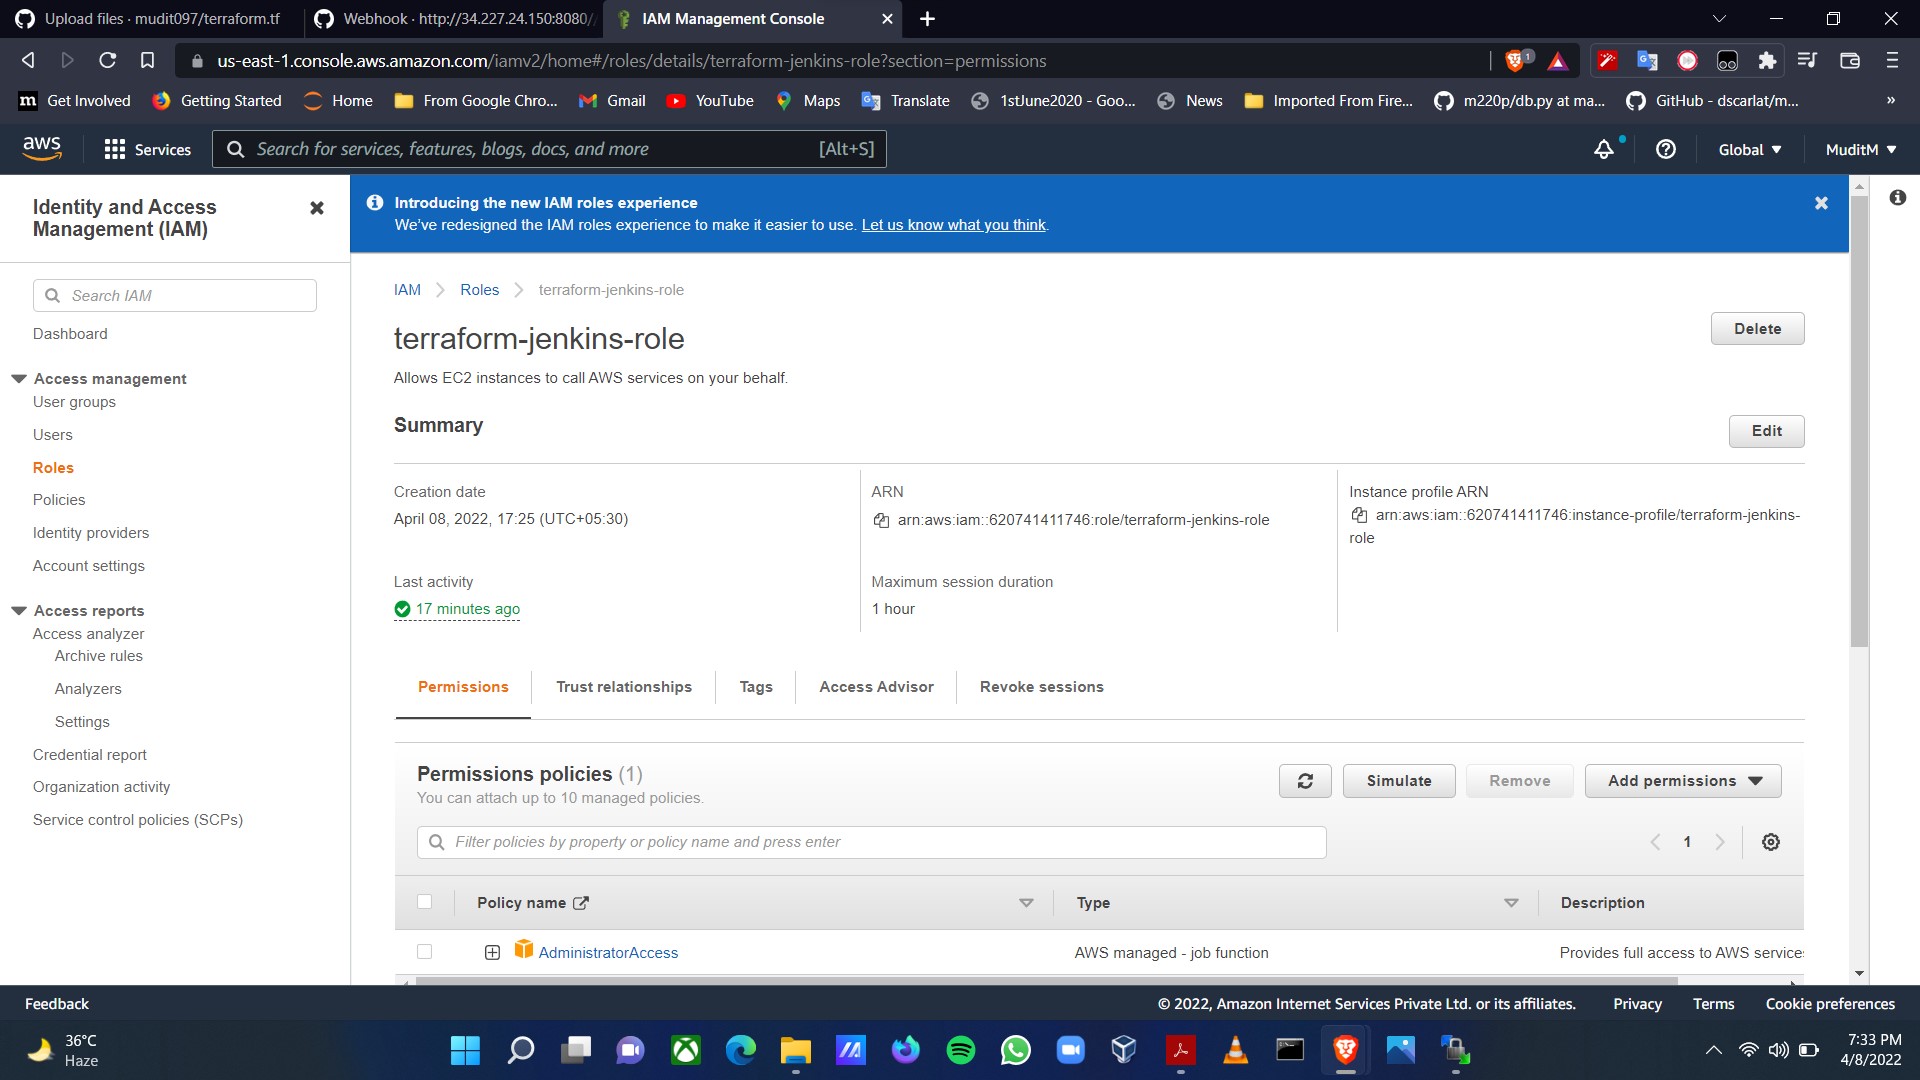 Upload files · mudit097/terraform.tf
Webhook · http://34.227.24.150:8080/
IAM Management Console
us-east-1.console.aws.amazon.com/iamv2/home#/roles/details/terraform-jenkins-role?section=permissions
1
Get Involved
Getting Started
Home
From Google Chro...
Gmail
YouTube
Maps
Translate
1stJune2020 - Goo...
News
Imported From Fire...
m220p/db.py at ma...
GitHub - dscarlat/m...
»
aws
Services
Search for services, features, blogs, docs, and more
[Alt+S]
Global
MuditM
Identity and Access
Management (IAM)
Search IAM
Dashboard
Access management
User groups
Users
Roles
Policies
Identity providers
Account settings
Access reports
Access analyzer
Archive rules
Analyzers
Settings
Credential report
Organization activity
Service control policies (SCPs)
Introducing the new IAM roles experience
We've redesigned the IAM roles experience to make it easier to use. Let us know what you think.
IAM
Roles
terraform-jenkins-role
terraform-jenkins-role
Delete
Allows EC2 instances to call AWS services on your behalf.
Summary
Edit
Creation date
April 08, 2022, 17:25 (UTC+05:30)
ARN
arn:aws:iam::620741411746:role/terraform-jenkins-role
Instance profile ARN
arn:aws:iam::620741411746:instance-profile/terraform-jenkins-
role
Last activity
17 minutes ago
Maximum session duration
1 hour
Permissions
Trust relationships
Tags
Access Advisor
Revoke sessions
Permissions policies (1)
You can attach up to 10 managed policies.
Simulate
Remove
Add permissions
Filter policies by property or policy name and press enter
1
Policy name
Type
Description
AdministratorAccess
AWS managed - job function
Provides full access to AWS services
Feedback
© 2022, Amazon Internet Services Private Ltd. or its affiliates.
Privacy
Terms
Cookie preferences
36°C
Haze
7:33 PM
4/8/2022